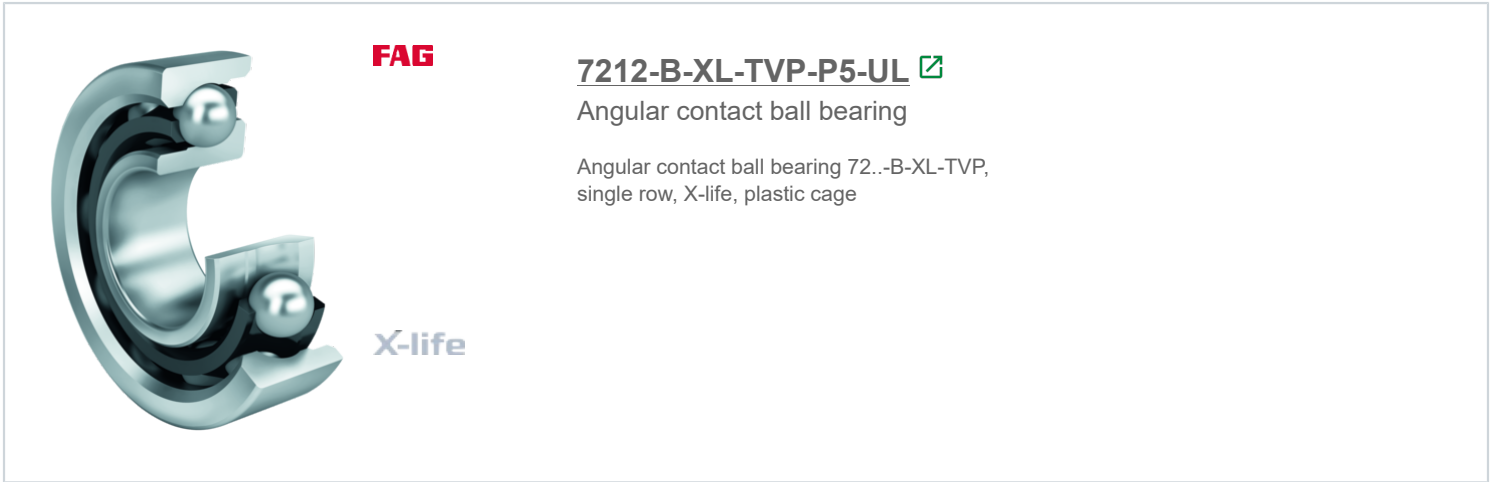 FAG
7212-B-XL-TVP-P5-UL
Angular contact ball bearing
Angular contact ball bearing 72..-B-XL-TVP,
single row, X-life, plastic cage
X-life